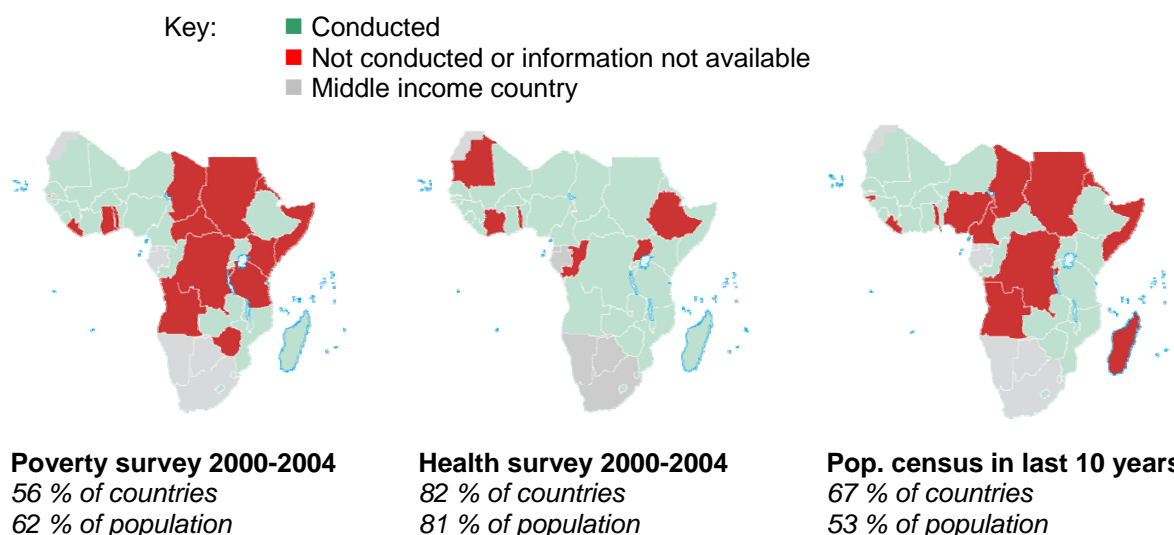 Key:
Conducted
Not conducted or information not available
Middle income country
Poverty survey 2000-2004
56 % of countries
62 % of population
Health survey 2000-2004
82 % of countries
81 % of population
Pop. census in last 10 years
67 % of countries
53 % of population